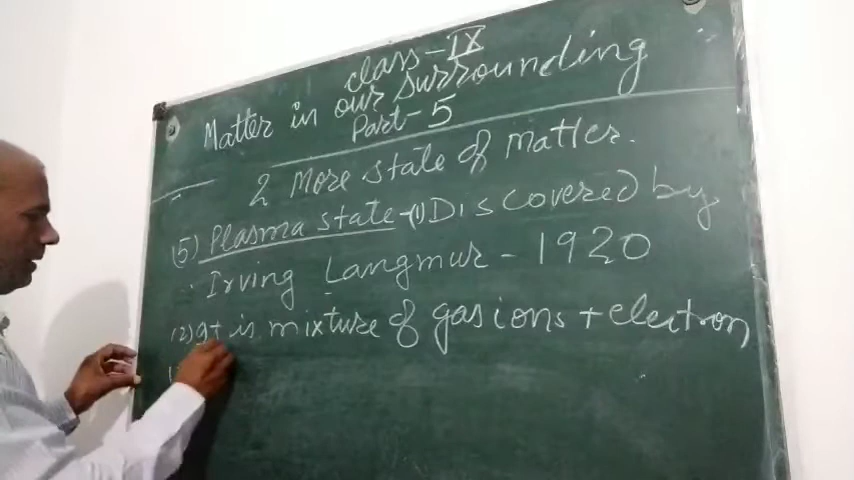 class-IX
Matter in our surrounding
Part-5
2 More state of Matter.
(5) Plasma state-(1) Discovered by
Irving Langmur - 1920
(2) It is mixture of gas ions + electron